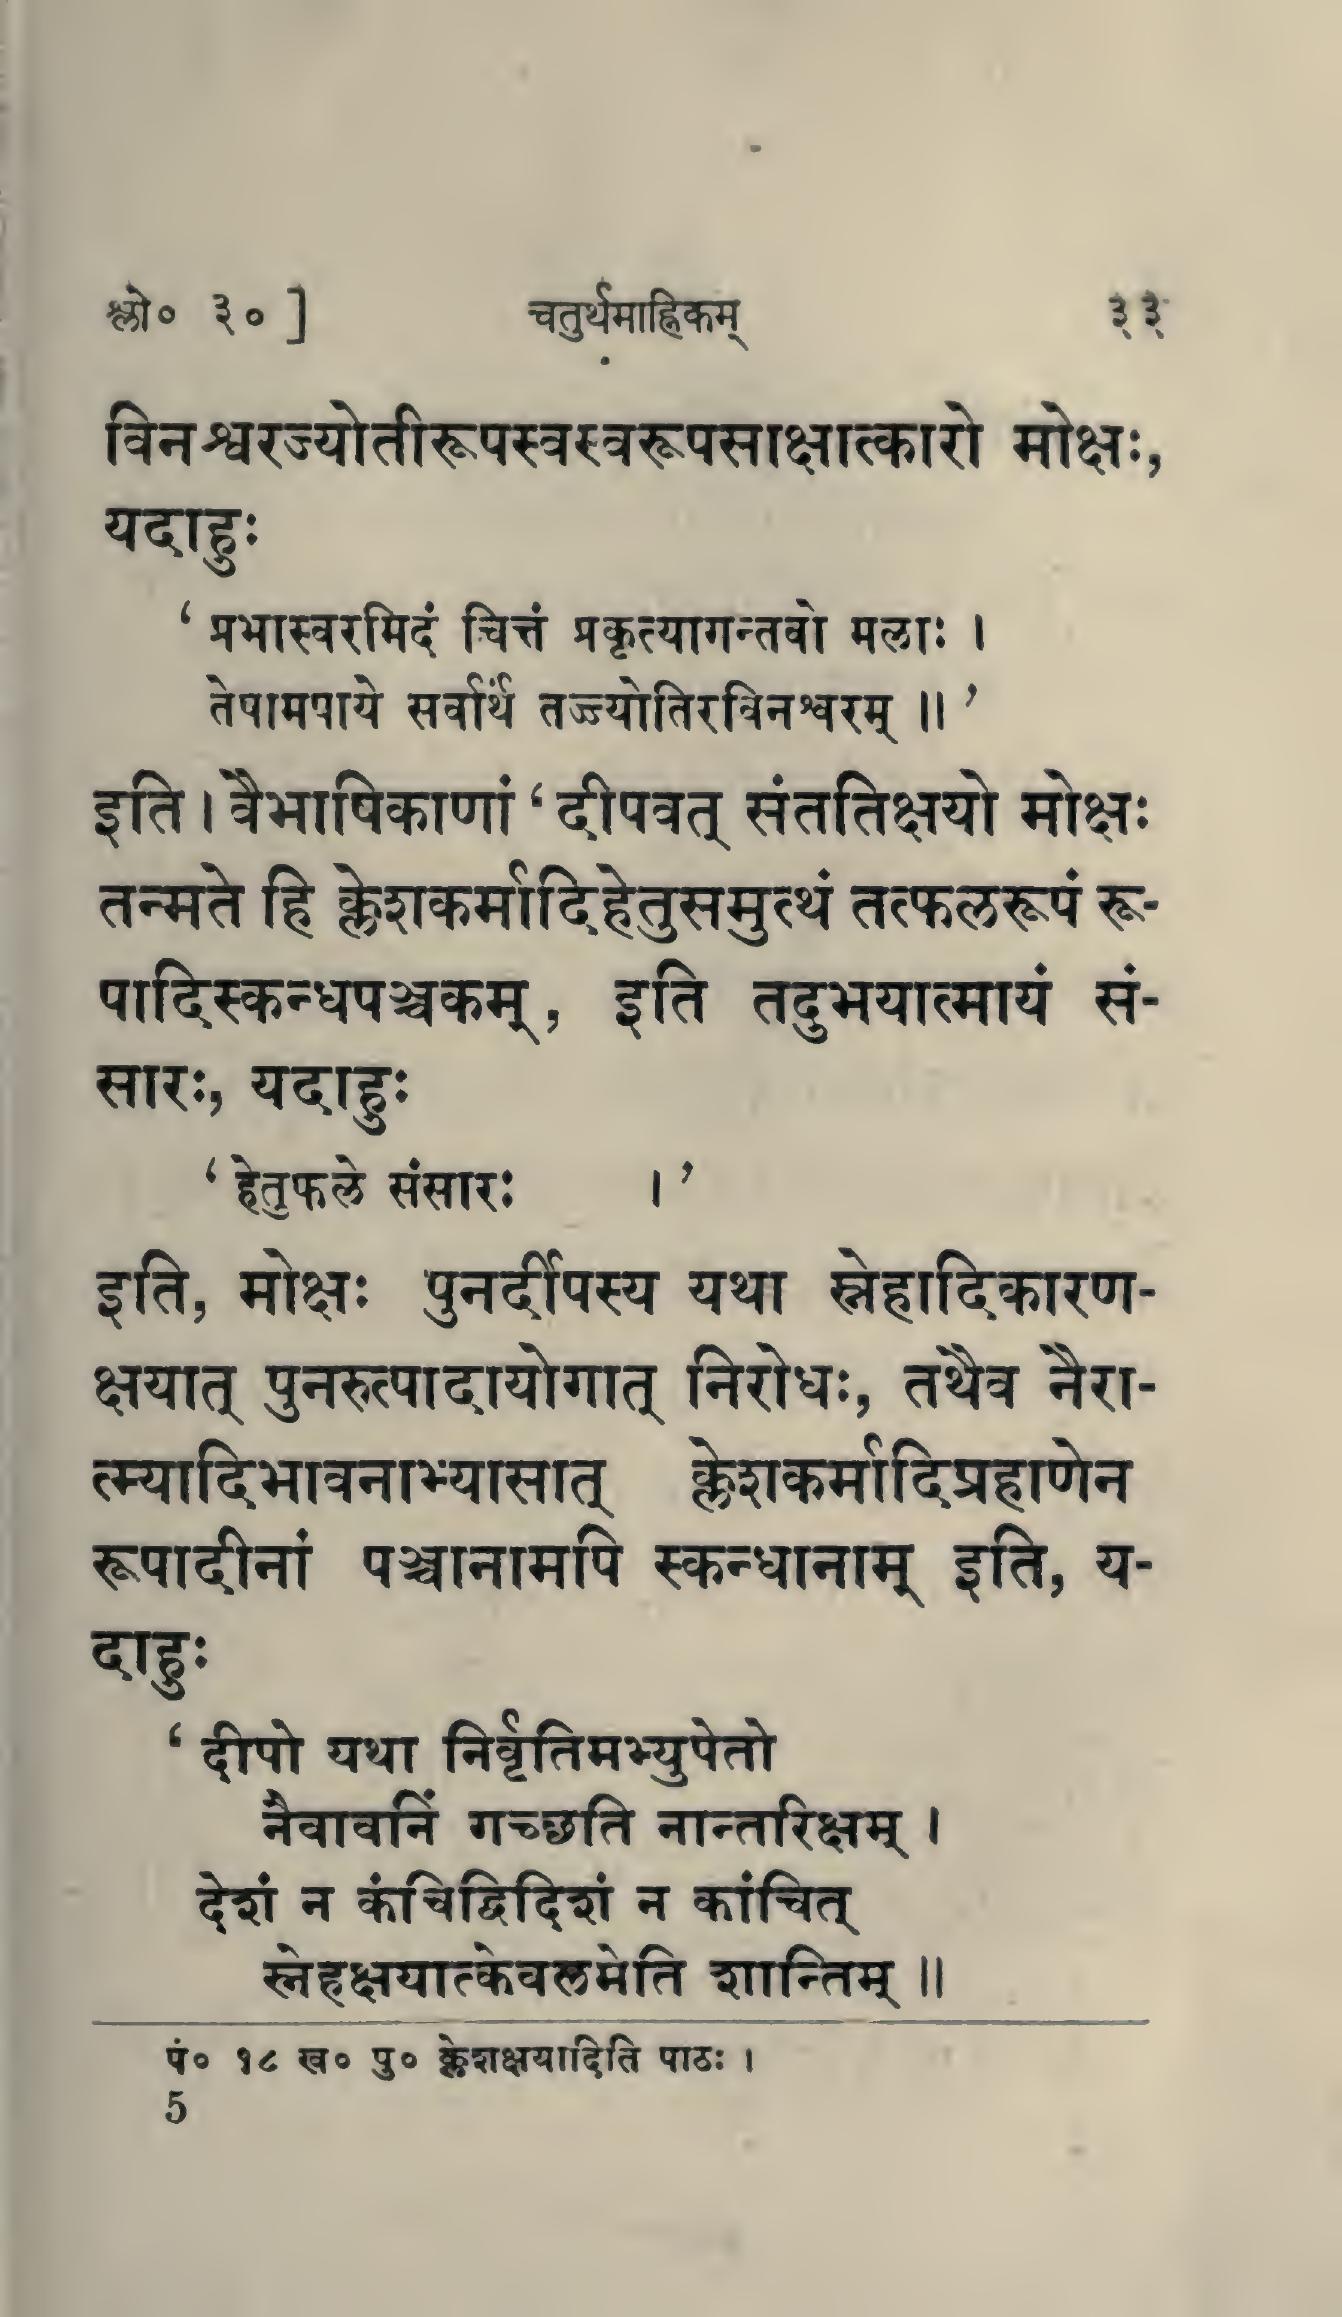 श्लो० ३० ] चतुर्थमाह्निकम् ३३
विनश्वरज्योतीरूपस्वस्वरूपसाक्षात्कारो मोक्षः,
यदाहुः
‘ प्रभास्वरमिदं चित्तं प्रकृत्यागन्तवो मलाः ।
तेषामपाये सर्वार्थं तज्ज्योतिरविनश्वरम् ॥ ’
इति । वैभाषिकाणां ‘ दीपवत् संततिक्षयो मोक्षः
तन्मते हि क्लेशकर्मादिहेतुसमुत्थं तत्फलरूपं रू-
पादिस्कन्धपञ्चकम्, इति तदुभयात्मायं सं-
सारः, यदाहुः
‘ हेतुफले संसारः । ’
इति, मोक्षः पुनर्दीपस्य यथा स्नेहादिकारण-
क्षयात् पुनरुत्पादायोगात् निरोधः, तथैव नैरा-
त्म्यादिभावनाभ्यासात् क्लेशकर्मादिप्रहाणेन
रूपादीनां पञ्चानामपि स्कन्धानाम् इति, य-
दाहुः
‘ दीपो यथा निर्वृतिमभ्युपेतो
नैवावनिं गच्छति नान्तरिक्षम् ।
देशं न कंचिद्विदिशं न कांचित्
स्नेहक्षयात्केवलमेति शान्तिम् ॥
पं० १८ ख० पु० क्लेशक्षयादिति पाठः ।
5